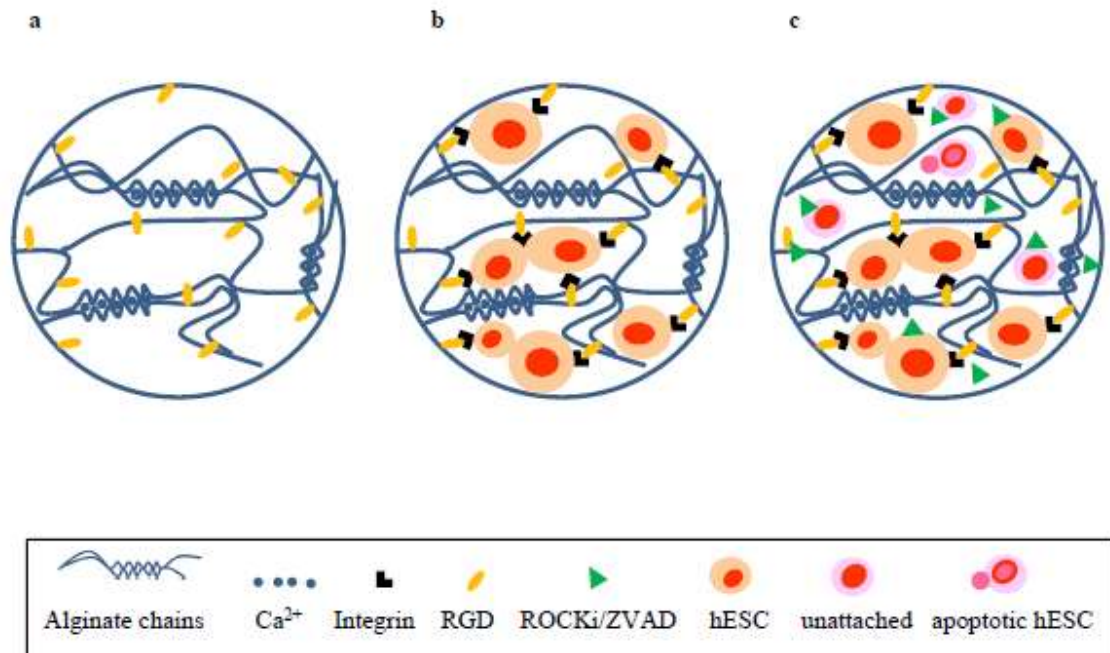 a b c
Alginate chains Ca²⁺ Integrin RGD ROCKi/ZVAD hESC unattached apoptotic hESC